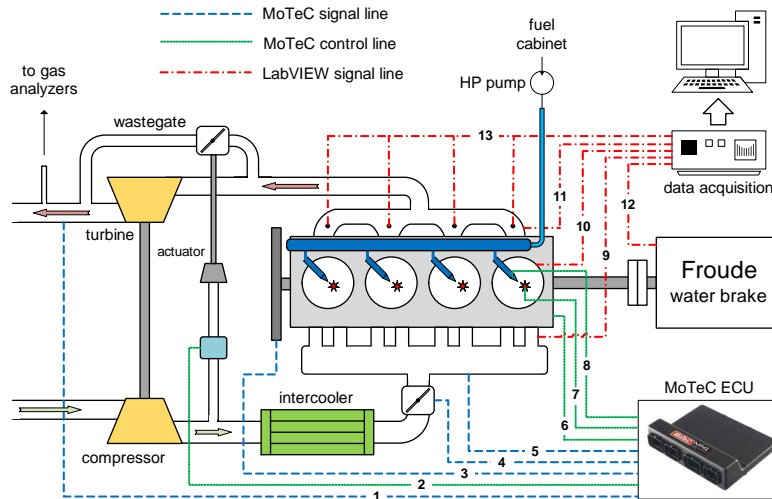 MoTeC signal line
MoTeC control line
LabVIEW signal line
fuel
cabinet
HP pump
to gas
analyzers
wastegate
13
data acquisition
11
10
12
9
turbine
actuator
Froude
water brake
8
7
6
MoTeC ECU
intercooler
compressor
5
4
3
2
1